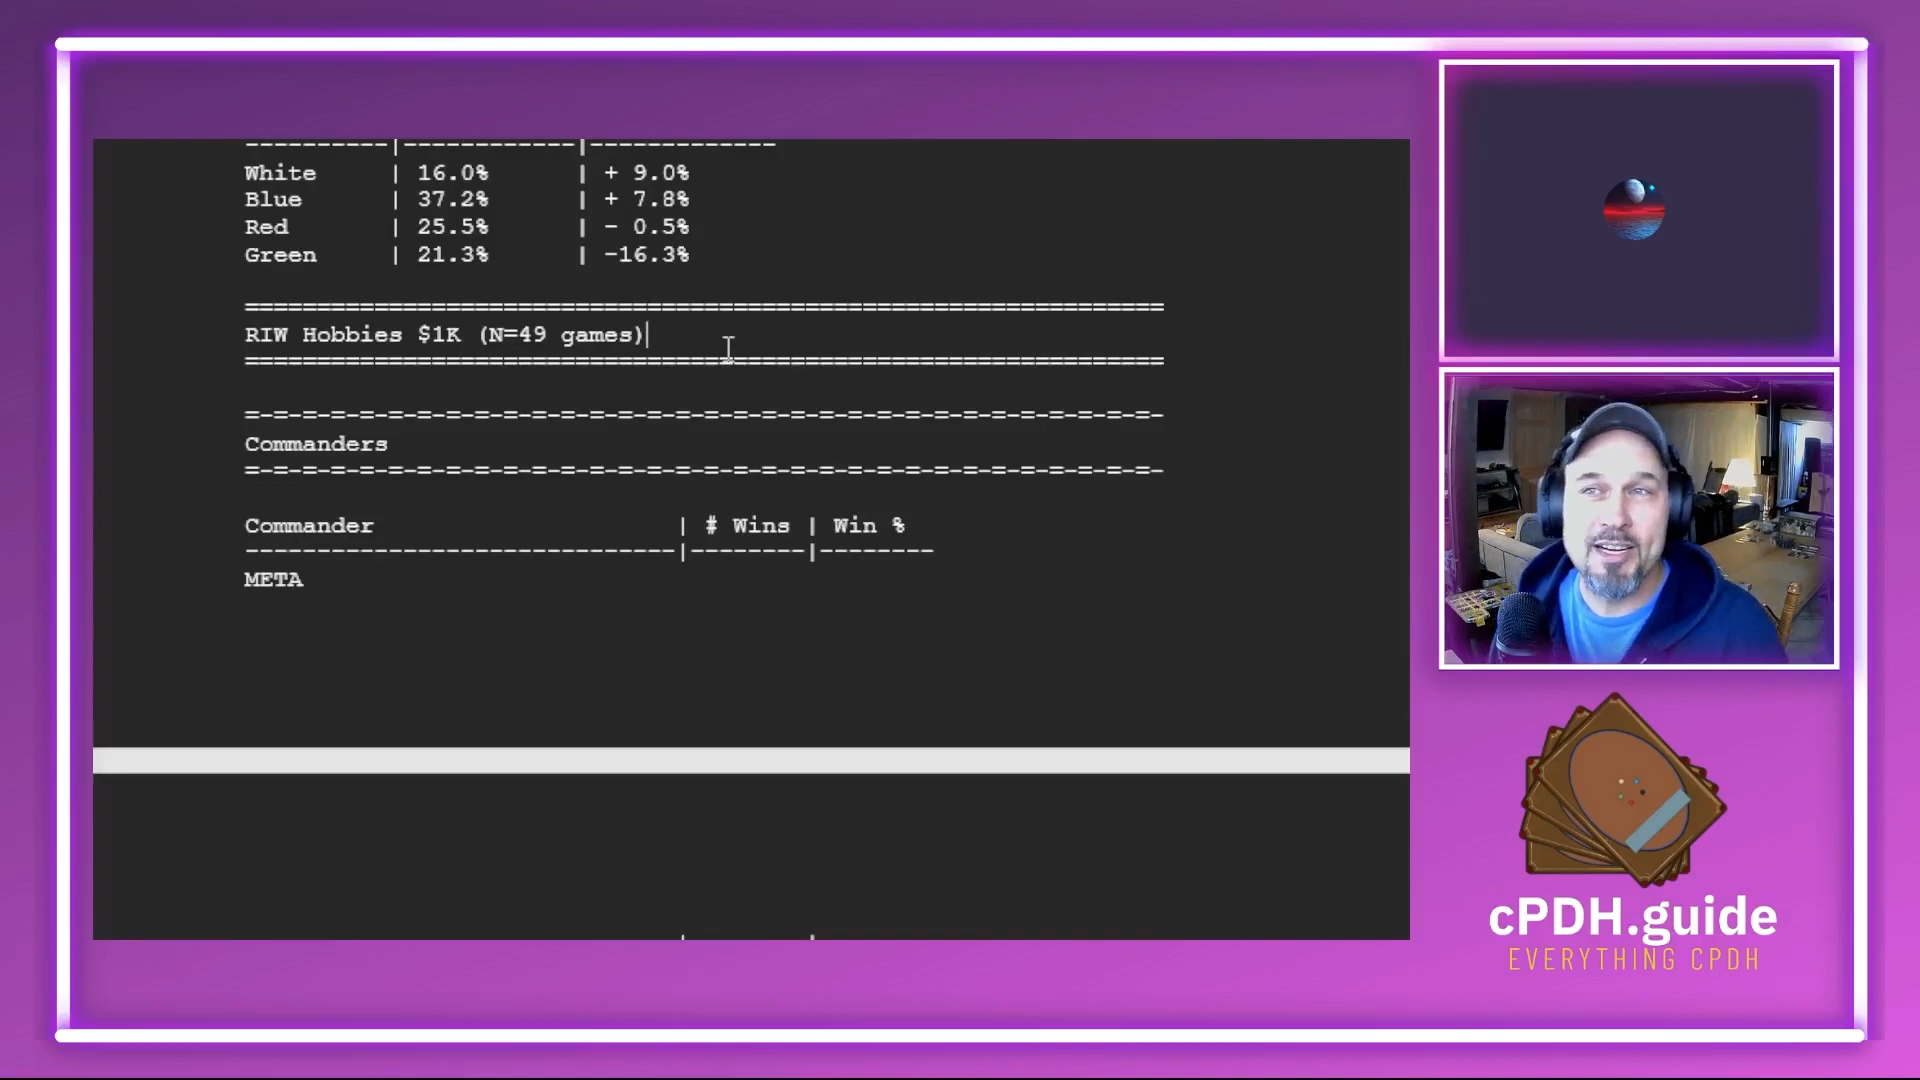 ----------|------------|-------------
White | 16.0% | + 9.0%
Blue | 37.2% | + 7.8%
Red | 25.5% | - 0.5%
Green | 21.3% | -16.3%
================================================================
RIW Hobbies $1K (N=49 games)
================================================================
=-=-=-=-=-=-=-=-=-=-=-=-=-=-=-=-=-=-=-=-=-=-=-=-=-=-=-=-=-=-=-=-
Commanders
=-=-=-=-=-=-=-=-=-=-=-=-=-=-=-=-=-=-=-=-=-=-=-=-=-=-=-=-=-=-=-=-
Commander | # Wins | Win %
------------------------------|--------|--------
META
cPDH.guide
EVERYTHING CPDH